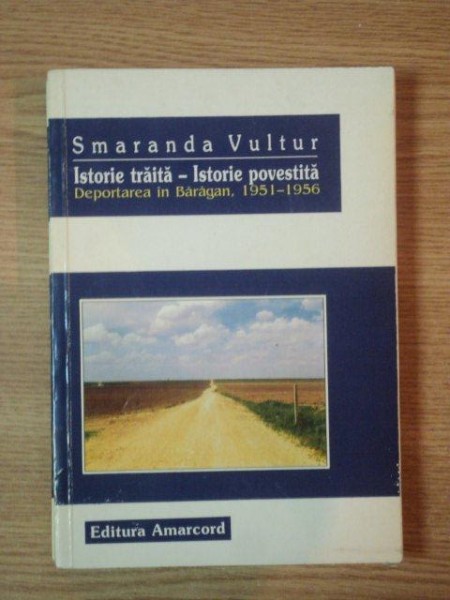 Smaranda Vultur
Istorie trăită – Istorie povestită
Deportarea în Bărăgan, 1951–1956
Editura Amarcord